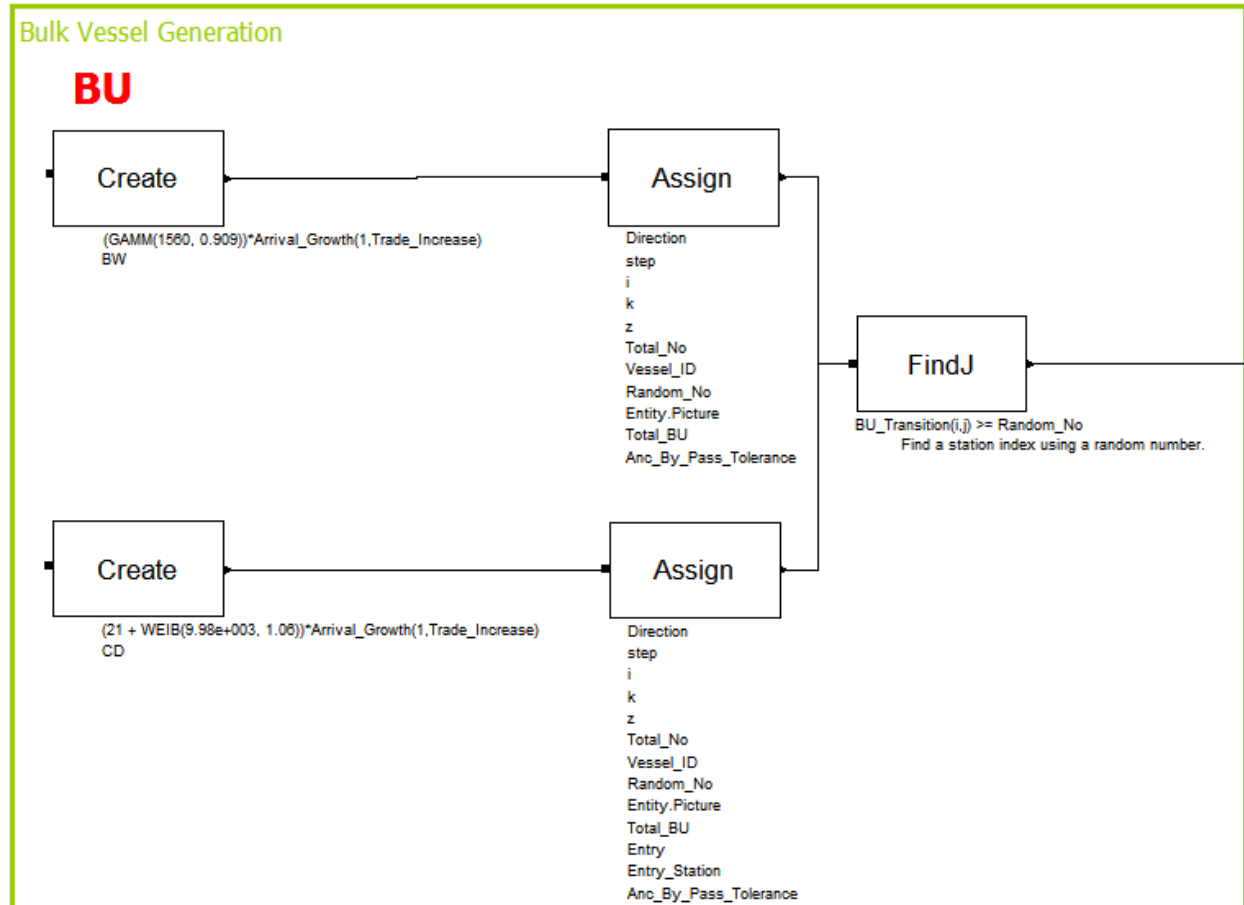 Bulk Vessel Generation
BU
Create
(GAMM(1560, 0.909))*Arrival_Growth(1,Trade_Increase)
BW
Assign
Direction
step
i
k
z
Total_No
Vessel_ID
Random_No
Entity.Picture
Total_BU
Anc_By_Pass_Tolerance
FindJ
BU_Transition(i,j) >= Random_No
Find a station index using a random number.
Create
(21 + WEIB(9.98e+003, 1.06))*Arrival_Growth(1,Trade_Increase)
CD
Assign
Direction
step
i
k
z
Total_No
Vessel_ID
Random_No
Entity.Picture
Total_BU
Entry
Entry_Station
Anc_By_Pass_Tolerance